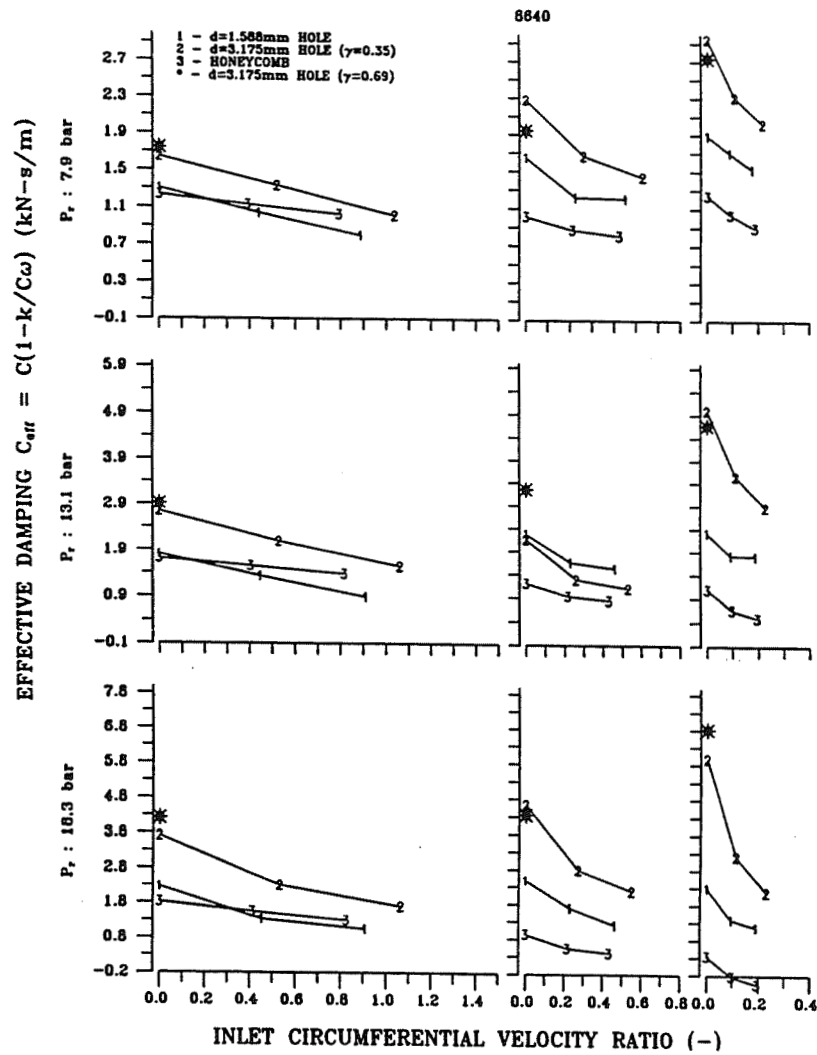 8640
1 - d=1.588mm HOLE
2 - d=3.175mm HOLE (γ=0.35)
3 - HONEYCOMB
* - d=3.175mm HOLE (γ=0.69)
EFFECTIVE DAMPING Ceff = C(1-k/Cω) (kN-s/m)
Pr : 7.9 bar
2.7
2.3
1.9
1.5
1.1
0.7
0.3
-0.1
Pr : 13.1 bar
5.9
4.9
3.9
2.9
1.9
0.9
-0.1
0.0 0.2 0.4 0.6 0.8
Pr : 18.3 bar
7.8
6.8
5.8
4.8
3.8
2.8
1.8
0.8
-0.2
0.0 0.2 0.4 0.6 0.8 1.0 1.2 1.4
0.0 0.2 0.4
INLET CIRCUMFERENTIAL VELOCITY RATIO (-)